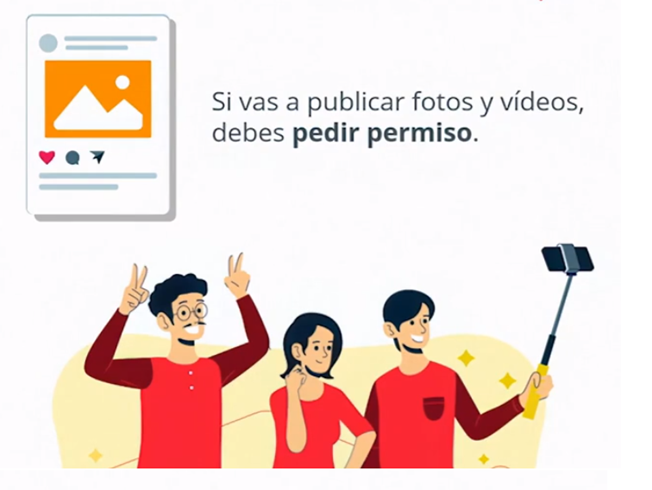 Si vas a publicar fotos y vídeos,
debes pedir permiso.